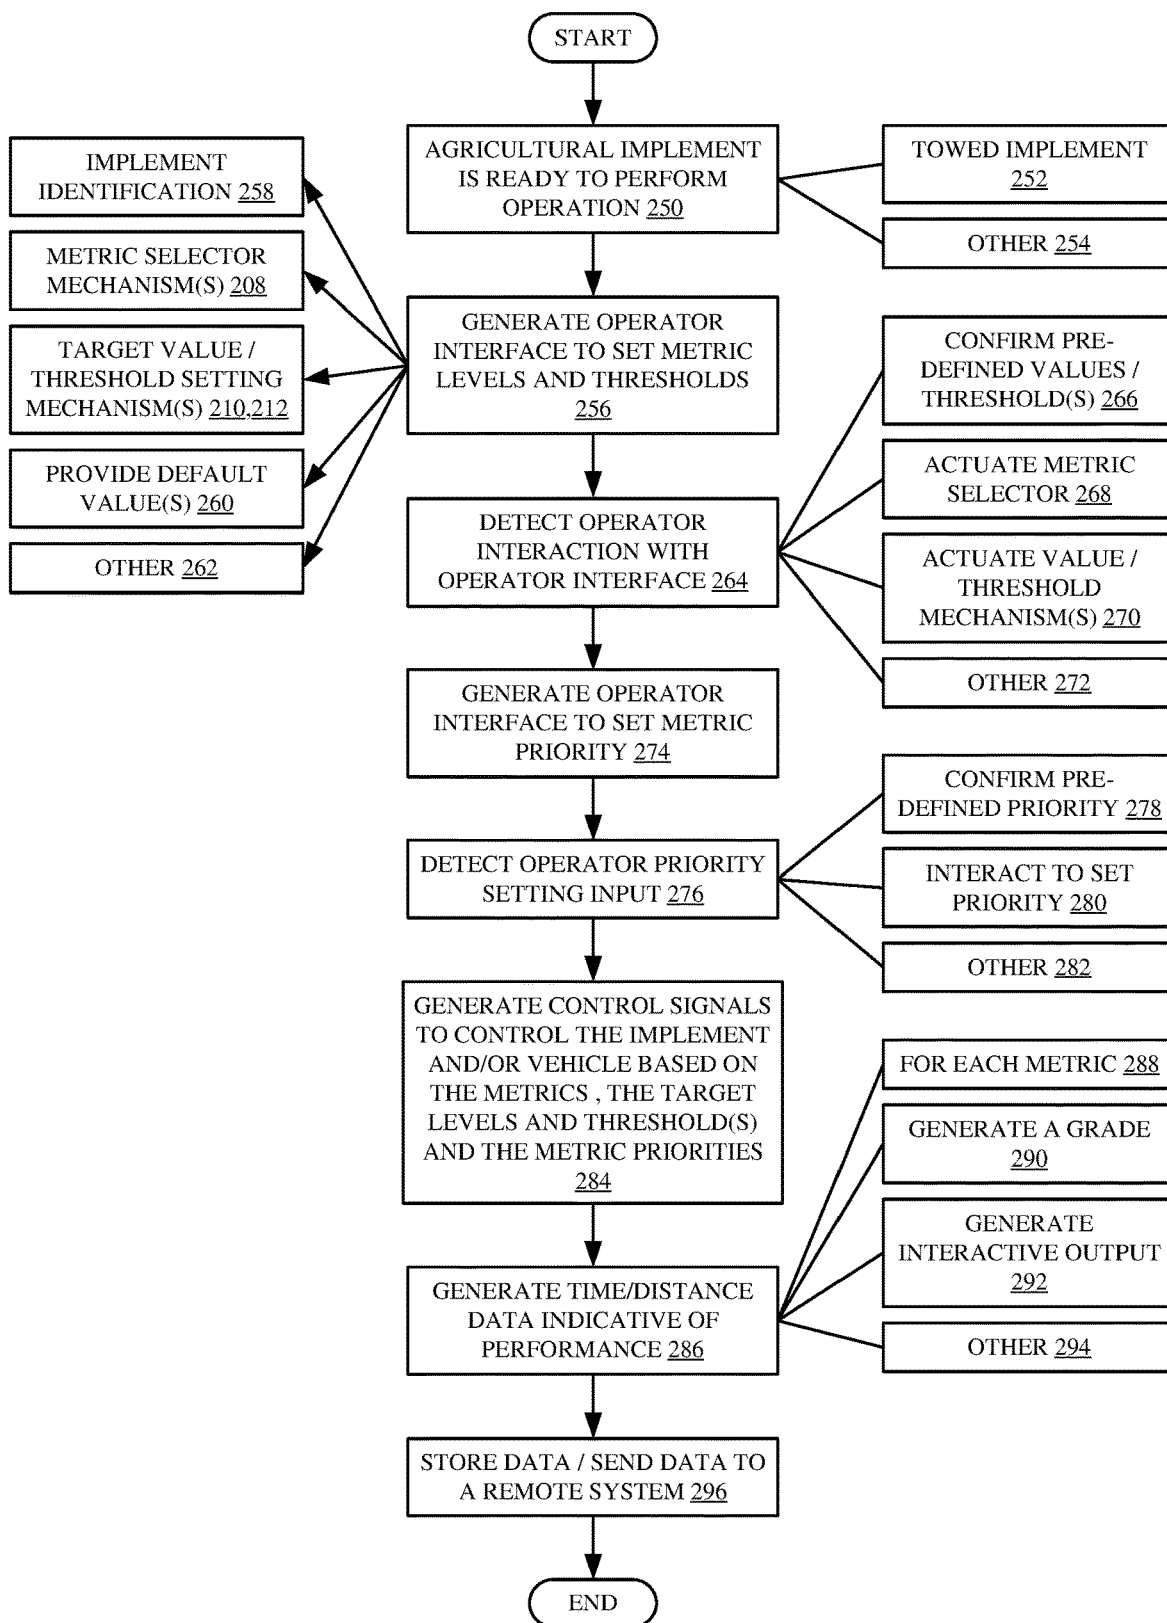 START
AGRICULTURAL IMPLEMENT
IS READY TO PERFORM
OPERATION 250
TOWED IMPLEMENT
252
OTHER 254
IMPLEMENT
IDENTIFICATION 258
METRIC SELECTOR
MECHANISM(S) 208
TARGET VALUE /
THRESHOLD SETTING
MECHANISM(S) 210,212
PROVIDE DEFAULT
VALUE(S) 260
OTHER 262
GENERATE OPERATOR
INTERFACE TO SET METRIC
LEVELS AND THRESHOLDS
256
CONFIRM PRE-
DEFINED VALUES /
THRESHOLD(S) 266
ACTUATE METRIC
SELECTOR 268
ACTUATE VALUE /
THRESHOLD
MECHANISM(S) 270
OTHER 272
DETECT OPERATOR
INTERACTION WITH
OPERATOR INTERFACE 264
GENERATE OPERATOR
INTERFACE TO SET METRIC
PRIORITY 274
DETECT OPERATOR PRIORITY
SETTING INPUT 276
CONFIRM PRE-
DEFINED PRIORITY 278
INTERACT TO SET
PRIORITY 280
OTHER 282
GENERATE CONTROL SIGNALS
TO CONTROL THE IMPLEMENT
AND/OR VEHICLE BASED ON
THE METRICS , THE TARGET
LEVELS AND THRESHOLD(S)
AND THE METRIC PRIORITIES
284
FOR EACH METRIC 288
GENERATE A GRADE
290
GENERATE
INTERACTIVE OUTPUT
292
OTHER 294
GENERATE TIME/DISTANCE
DATA INDICATIVE OF
PERFORMANCE 286
STORE DATA / SEND DATA TO
A REMOTE SYSTEM 296
END